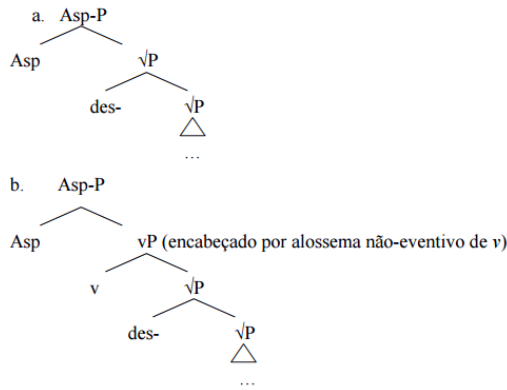 a. Asp-P
Asp √P
des- √P
...
b. Asp-P
Asp vP (encabeçado por alossema não-eventivo de v)
v √P
des- √P
...